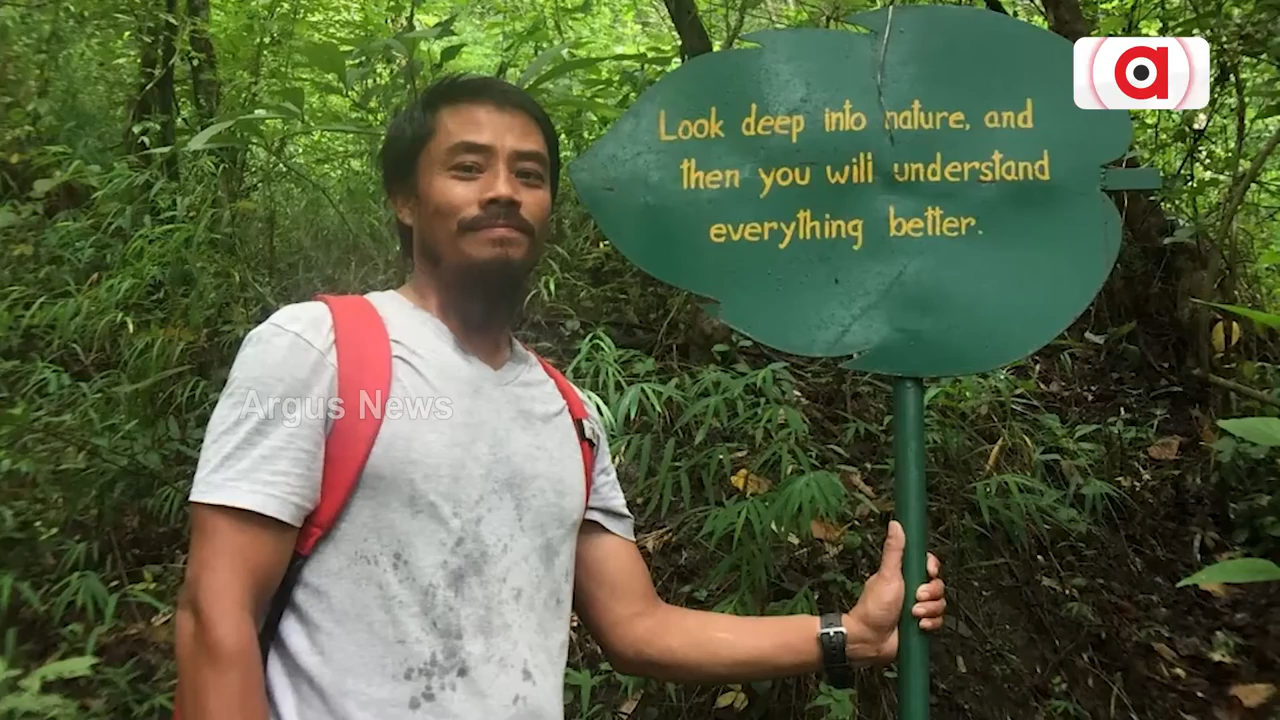 a
Look deep into nature, and
then you will understand
everything better.
Argus News